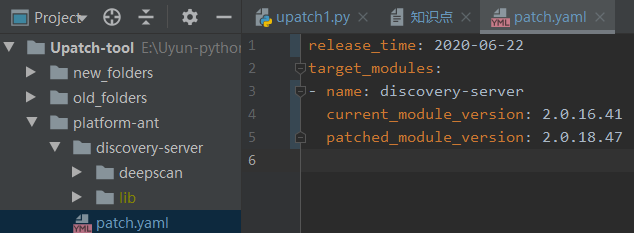 Project
upatch1.py
知识点
patch.yaml
Upatch-tool E:\Uyun-python
new_folders
old_folders
platform-ant
discovery-server
deepscan
lib
patch.yaml
1 release_time: 2020-06-22
2 target_modules:
3 - name: discovery-server
4 current_module_version: 2.0.16.41
5 patched_module_version: 2.0.18.47
6